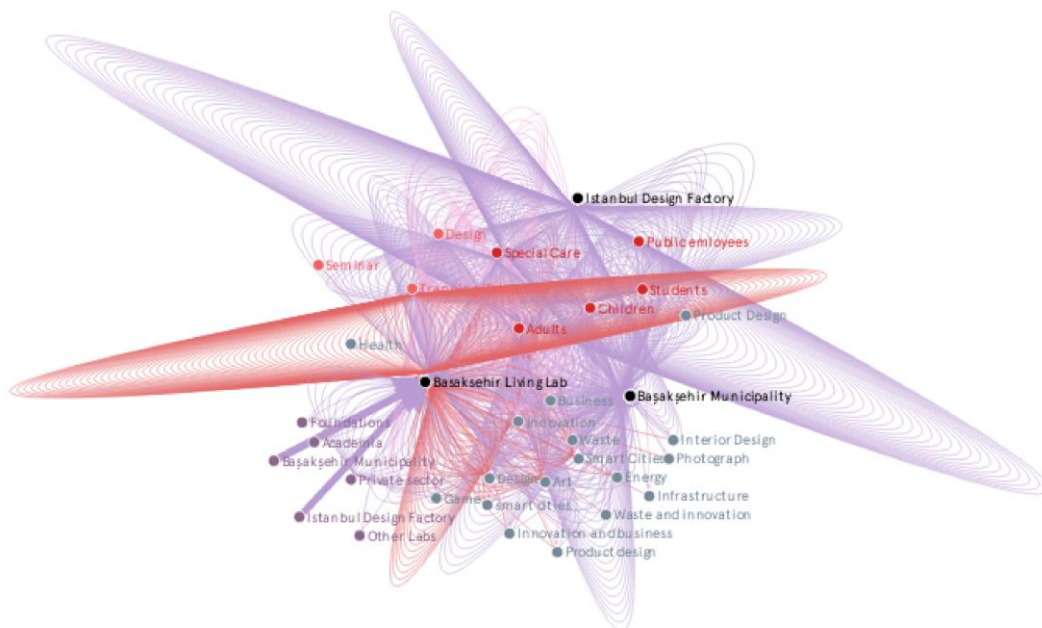 Istanbul Design Factory
Design
Public emloyees
Special Care
Seminar
Students
Children
Product Design
Adults
Health
Basaksehir Living Lab
Başakşehir Municipality
Business
Foundations
Innovation
Academia
Waste
Interior Design
Başakşehir Municipality
Smart Cities
Photograph
Private sector
Design
Art
Energy
Game
smart cities
Infrastructure
Istanbul Design Factory
Waste and innovation
Other Labs
Innovation and business
Product design